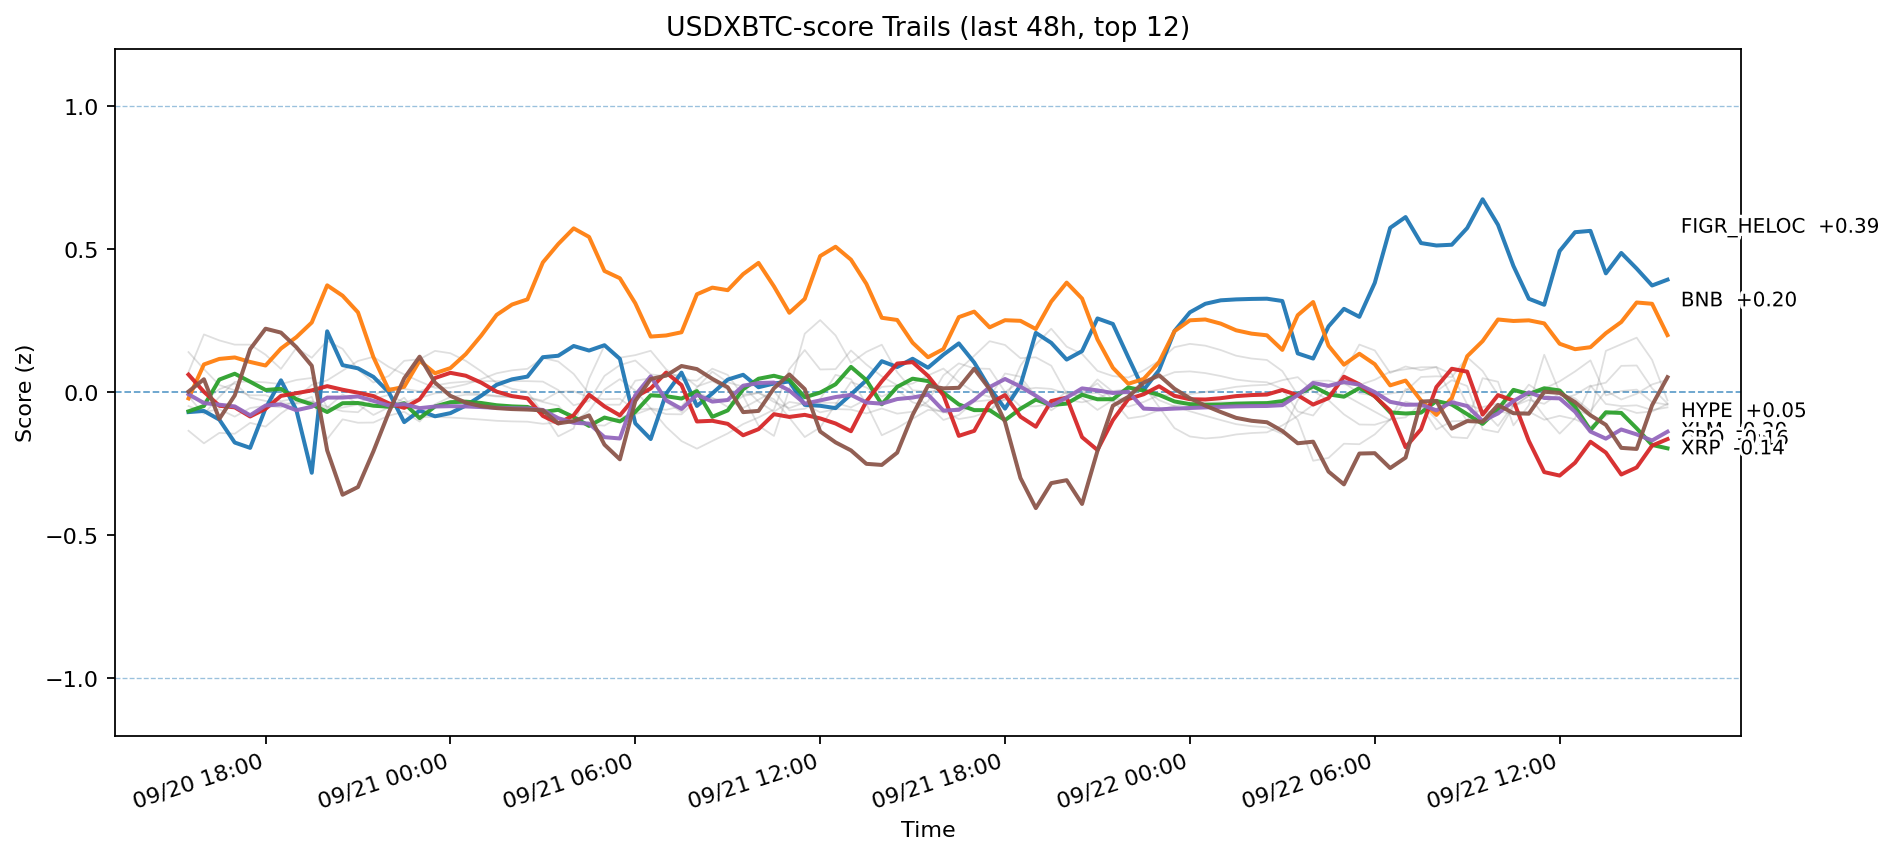 USDXBTC-score Trails (last 48h, top 12)
Score (z)
1.0
0.5
0.0
−0.5
−1.0
FIGR_HELOC +0.39
BNB +0.20
HYPE +0.05
XRP -0.14
09/20 18:00
09/21 00:00
09/21 06:00
09/21 12:00
09/21 18:00
09/22 00:00
09/22 06:00
09/22 12:00
Time